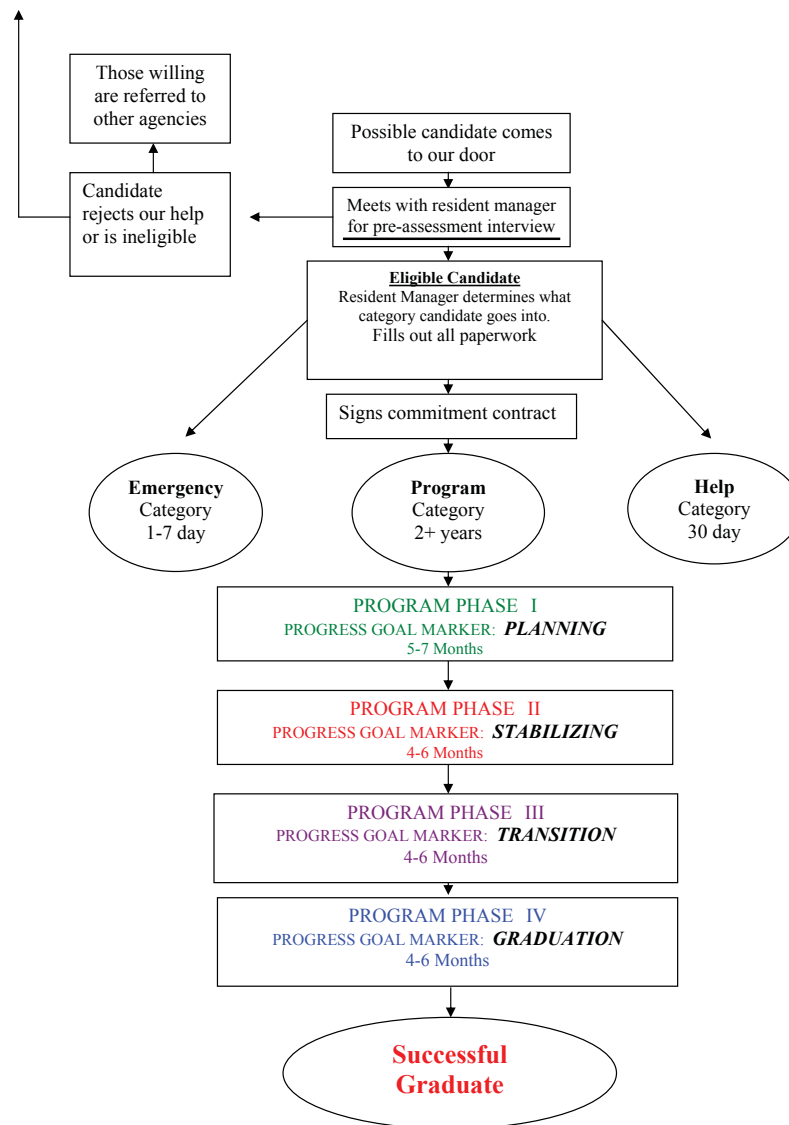 Those willing
are referred to
other agencies
Possible candidate comes
to our door
Candidate
rejects our help
or is ineligible
Meets with resident manager
for pre-assessment interview
Eligible Candidate
Resident Manager determines what
category candidate goes into.
Fills out all paperwork
Signs commitment contract
Emergency
Category
1-7 day
Program
Category
2+ years
Help
Category
30 day
PROGRAM PHASE I
PROGRESS GOAL MARKER: PLANNING
5-7 Months
PROGRAM PHASE II
PROGRESS GOAL MARKER: STABILIZING
4-6 Months
PROGRAM PHASE III
PROGRESS GOAL MARKER: TRANSITION
4-6 Months
PROGRAM PHASE IV
PROGRESS GOAL MARKER: GRADUATION
4-6 Months
Successful
Graduate